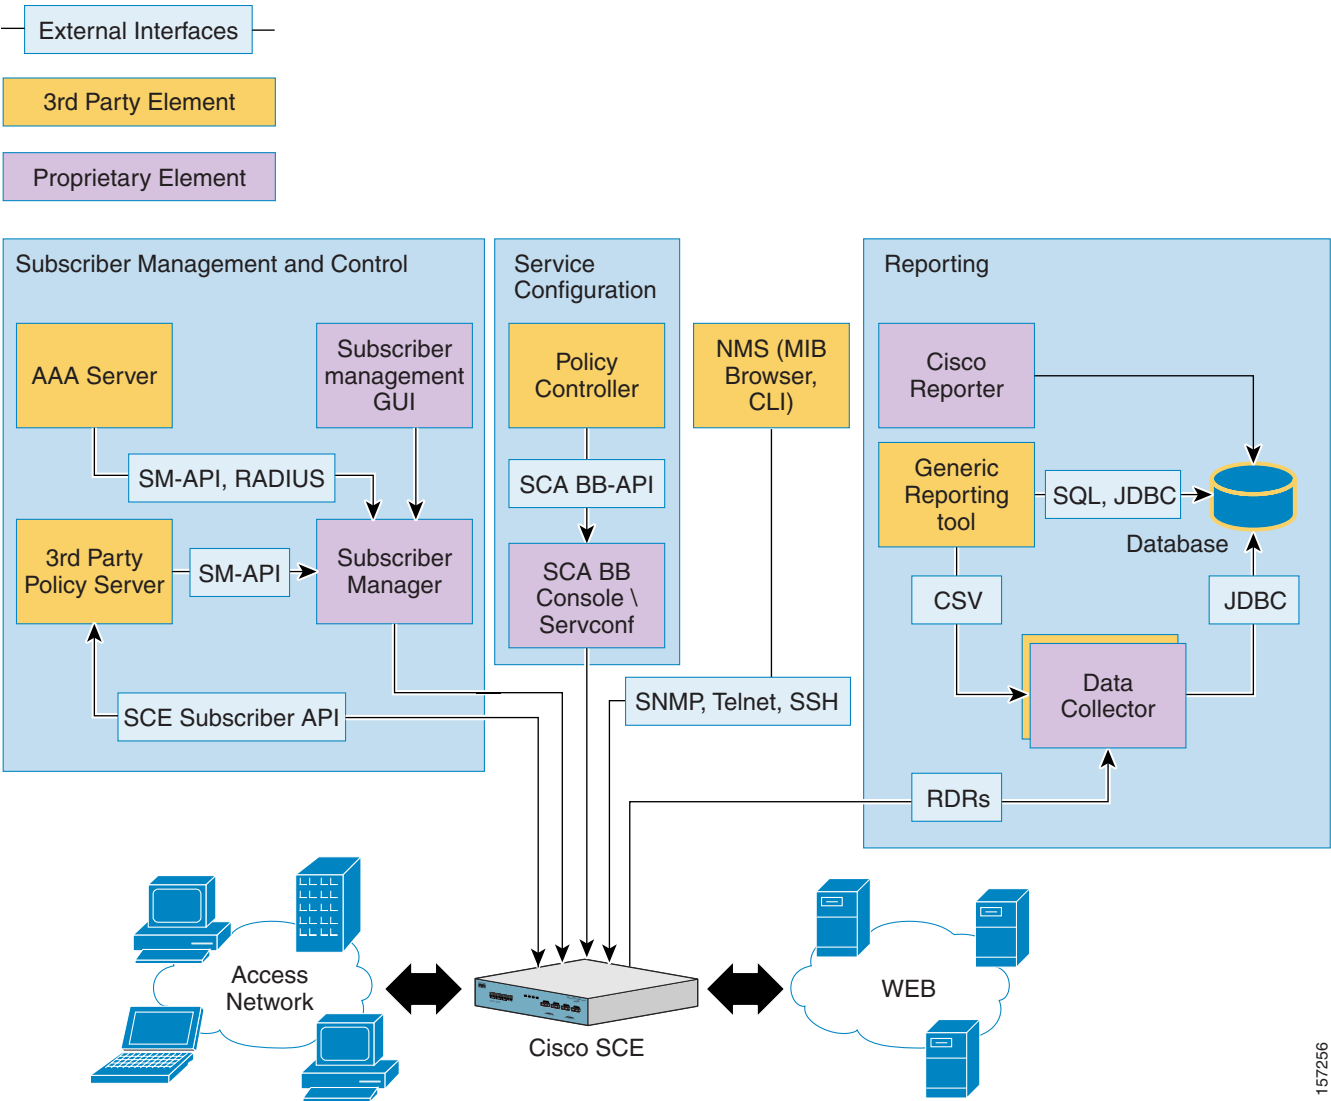 External Interfaces
3rd Party Element
Proprietary Element
Subscriber Management and Control
AAA Server
Subscriber
management
GUI
SM-API, RADIUS
3rd Party
Policy Server
SM-API
Subscriber
Manager
SCE Subscriber API
Service
Configuration
Policy
Controller
SCA BB-API
SCA BB
Console \
Servconf
NMS (MIB
Browser,
CLI)
SNMP, Telnet, SSH
Reporting
Cisco
Reporter
Generic
Reporting
tool
SQL, JDBC
Database
CSV
JDBC
Data
Collector
RDRs
Access
Network
Cisco SCE
WEB
157256